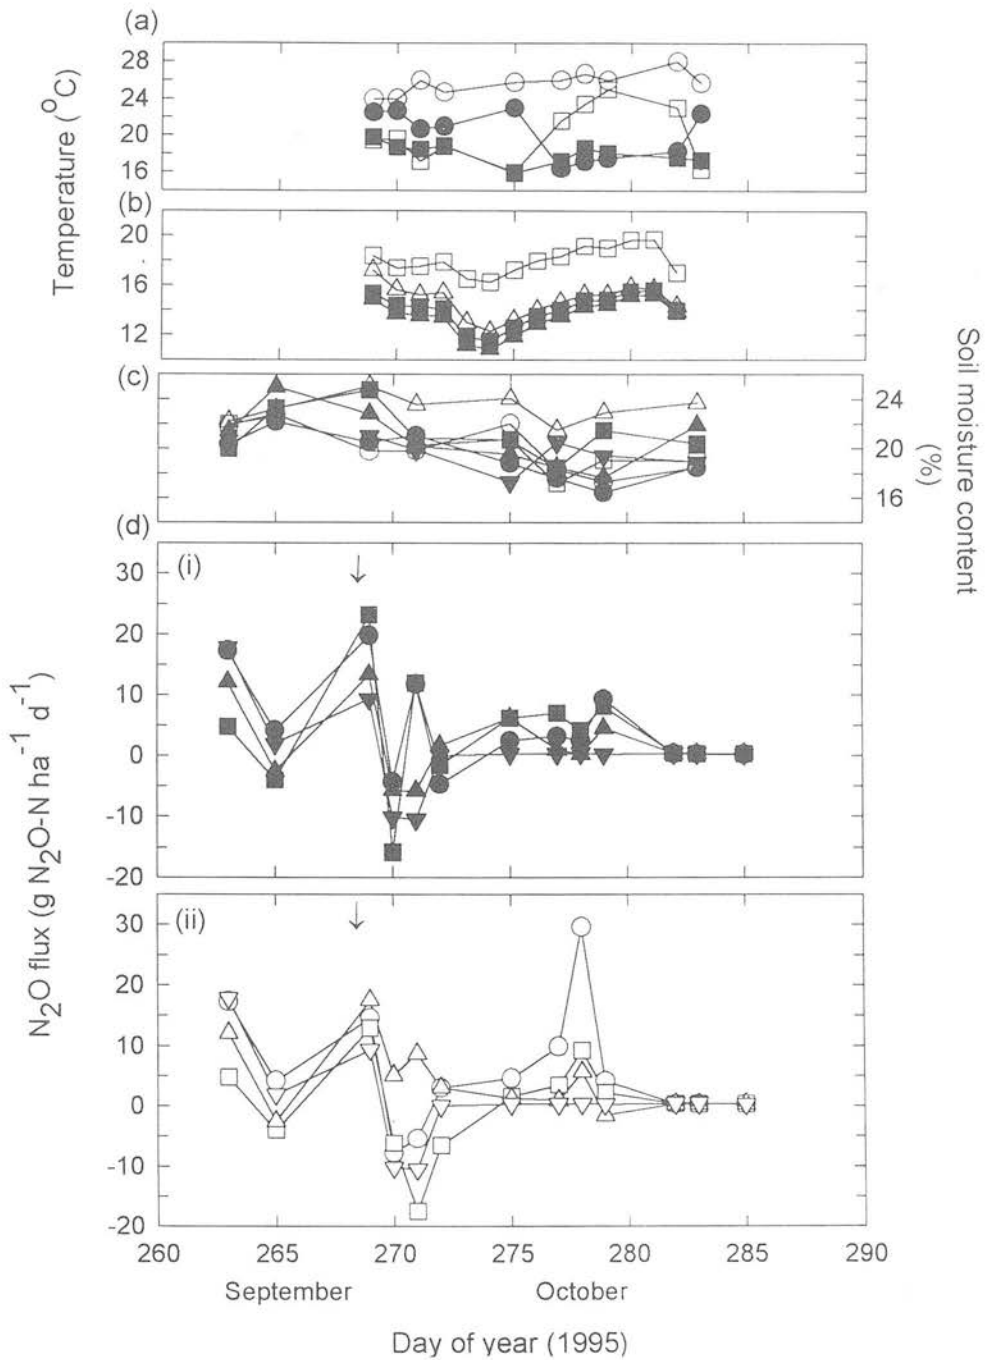 (a)
28
24
20
16
Temperature (°C)
(b)
20
16
12
(c)
24
20
16
Soil moisture content
(%)
(d)
(i)
30
20
10
0
-10
-20
N₂O flux (g N₂O-N ha⁻¹ d⁻¹)
(ii)
30
20
10
0
-10
-20
260 265 270 275 280 285 290
September October
Day of year (1995)